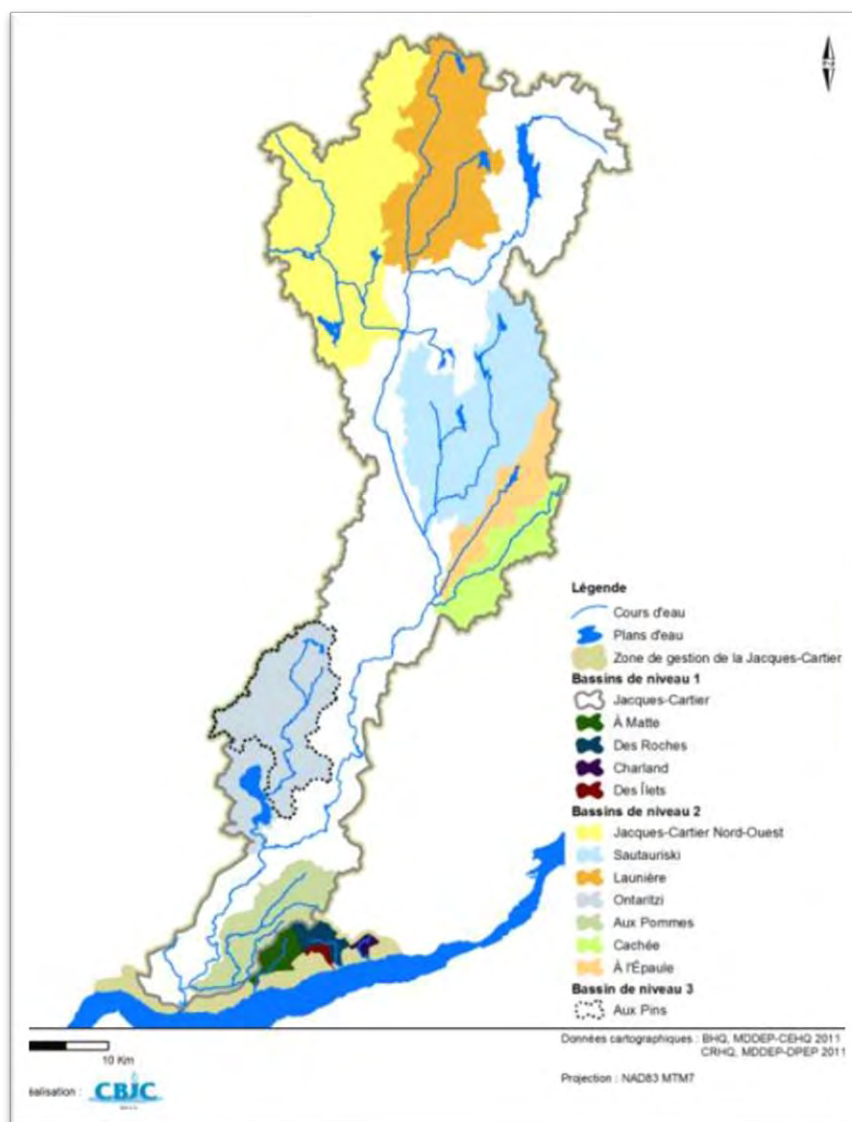 Légende
Cours d'eau
Plans d'eau
Zone de gestion de la Jacques-Cartier
Bassins de niveau 1
Jacques-Cartier
À Matte
Des Roches
Charland
Des Îlets
Bassins de niveau 2
Jacques-Cartier Nord-Ouest
Sautauriski
Launière
Ontaritzi
Aux Pommes
Cachée
À l'Épaule
Bassin de niveau 3
Aux Pins
10 Km
Données cartographiques : BHQ, MDDEP-CEHQ 2011
CRHQ, MDDEP-DPEP 2011
Projection : NAD83 MTM7
éalisation : CBJC